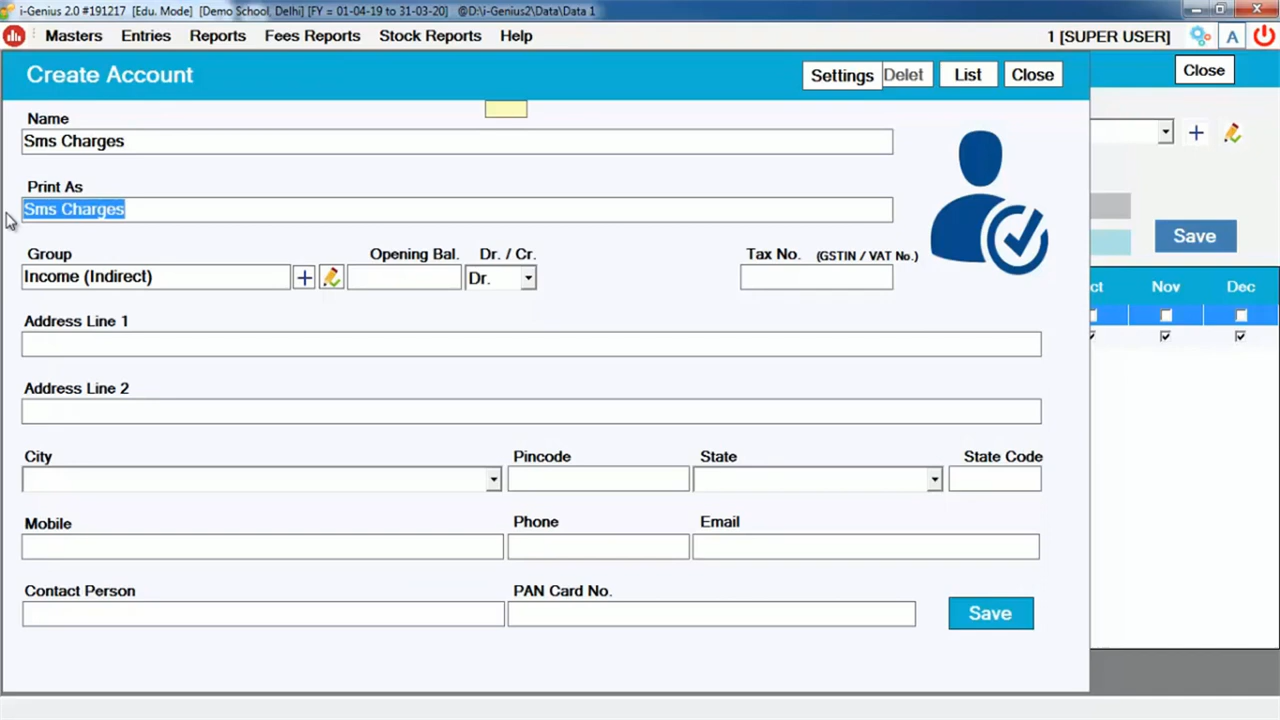 i-Genius 2.0 #191217 [Edu. Mode] [Demo School, Delhi] [FY = 01-04-19 to 31-03-20] @D:\i-Genius2\Data\Data 1
Masters Entries Reports Fees Reports Stock Reports Help 1 [SUPER USER] A
Create Account Settings Delet List Close Close
Name
Sms Charges
Print As
Sms Charges
Save
Group Opening Bal. Dr. / Cr. Tax No. (GSTIN / VAT No.)
Income (Indirect) Dr.
ct Nov Dec
Address Line 1
Address Line 2
City Pincode State State Code
Mobile Phone Email
Contact Person PAN Card No.
Save